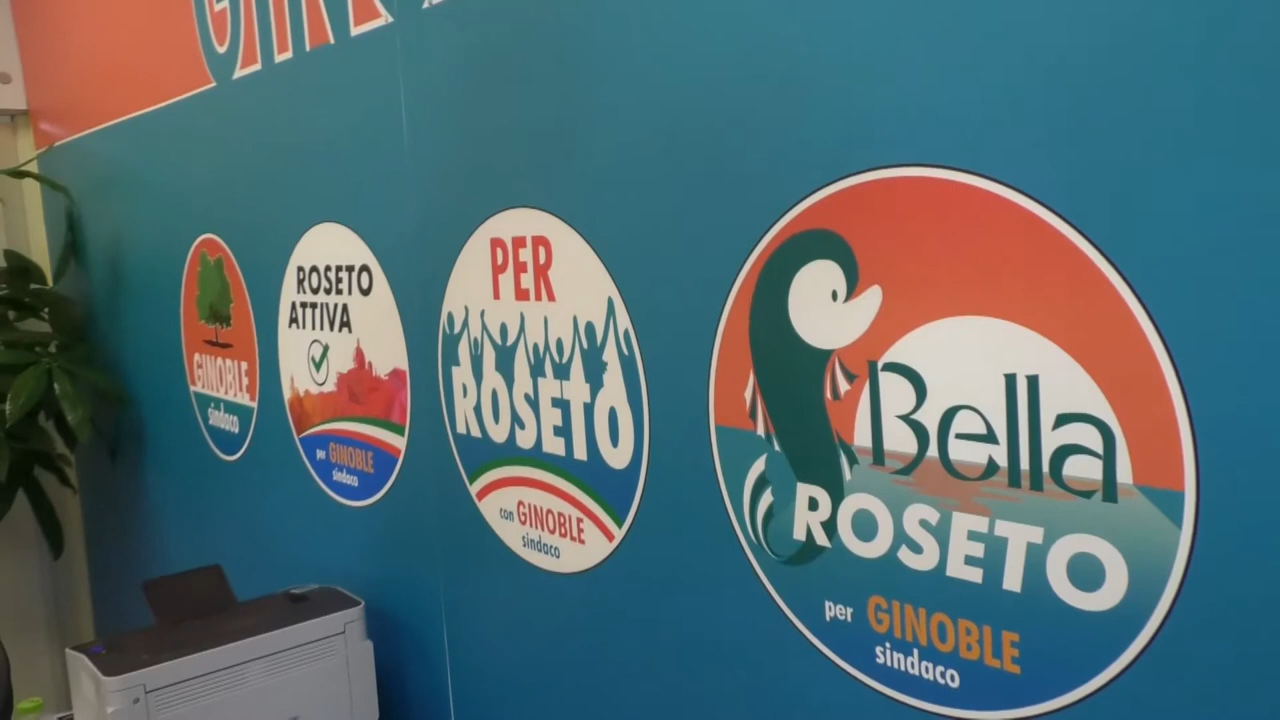 GINOBLE
sindaco
ROSETO
ATTIVA
per GINOBLE
sindaco
PER
ROSETO
con GINOBLE
sindaco
Bella
ROSETO
per GINOBLE
sindaco